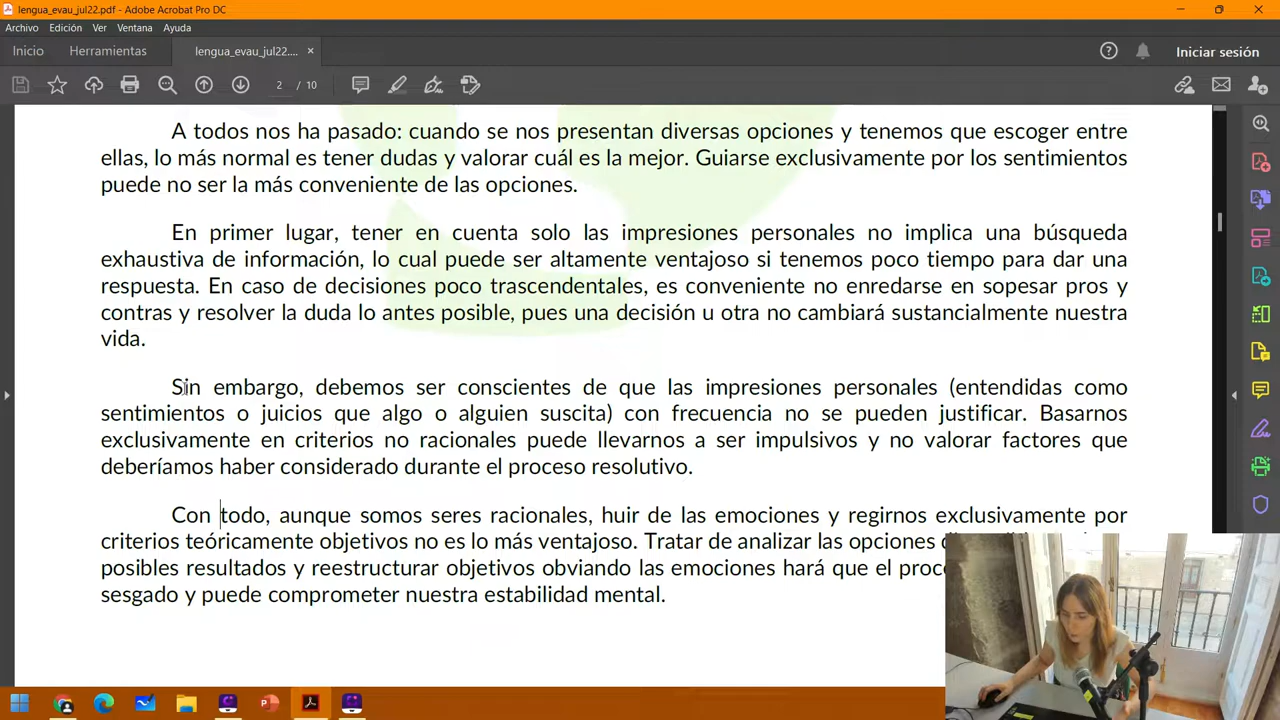 lengua_evau_jul22.pdf - Adobe Acrobat Pro DC
Archivo Edición Ver Ventana Ayuda
Inicio Herramientas lengua_evau_jul22.... × Iniciar sesión
2 / 10
A todos nos ha pasado: cuando se nos presentan diversas opciones y tenemos que escoger entre
ellas, lo más normal es tener dudas y valorar cuál es la mejor. Guiarse exclusivamente por los sentimientos
puede no ser la más conveniente de las opciones.
En primer lugar, tener en cuenta solo las impresiones personales no implica una búsqueda
exhaustiva de información, lo cual puede ser altamente ventajoso si tenemos poco tiempo para dar una
respuesta. En caso de decisiones poco trascendentales, es conveniente no enredarse en sopesar pros y
contras y resolver la duda lo antes posible, pues una decisión u otra no cambiará sustancialmente nuestra
vida.
Sin embargo, debemos ser conscientes de que las impresiones personales (entendidas como
sentimientos o juicios que algo o alguien suscita) con frecuencia no se pueden justificar. Basarnos
exclusivamente en criterios no racionales puede llevarnos a ser impulsivos y no valorar factores que
deberíamos haber considerado durante el proceso resolutivo.
Con todo, aunque somos seres racionales, huir de las emociones y regirnos exclusivamente por
criterios teóricamente objetivos no es lo más ventajoso. Tratar de analizar las opciones
posibles resultados y reestructurar objetivos obviando las emociones hará que el
sesgado y puede comprometer nuestra estabilidad mental.